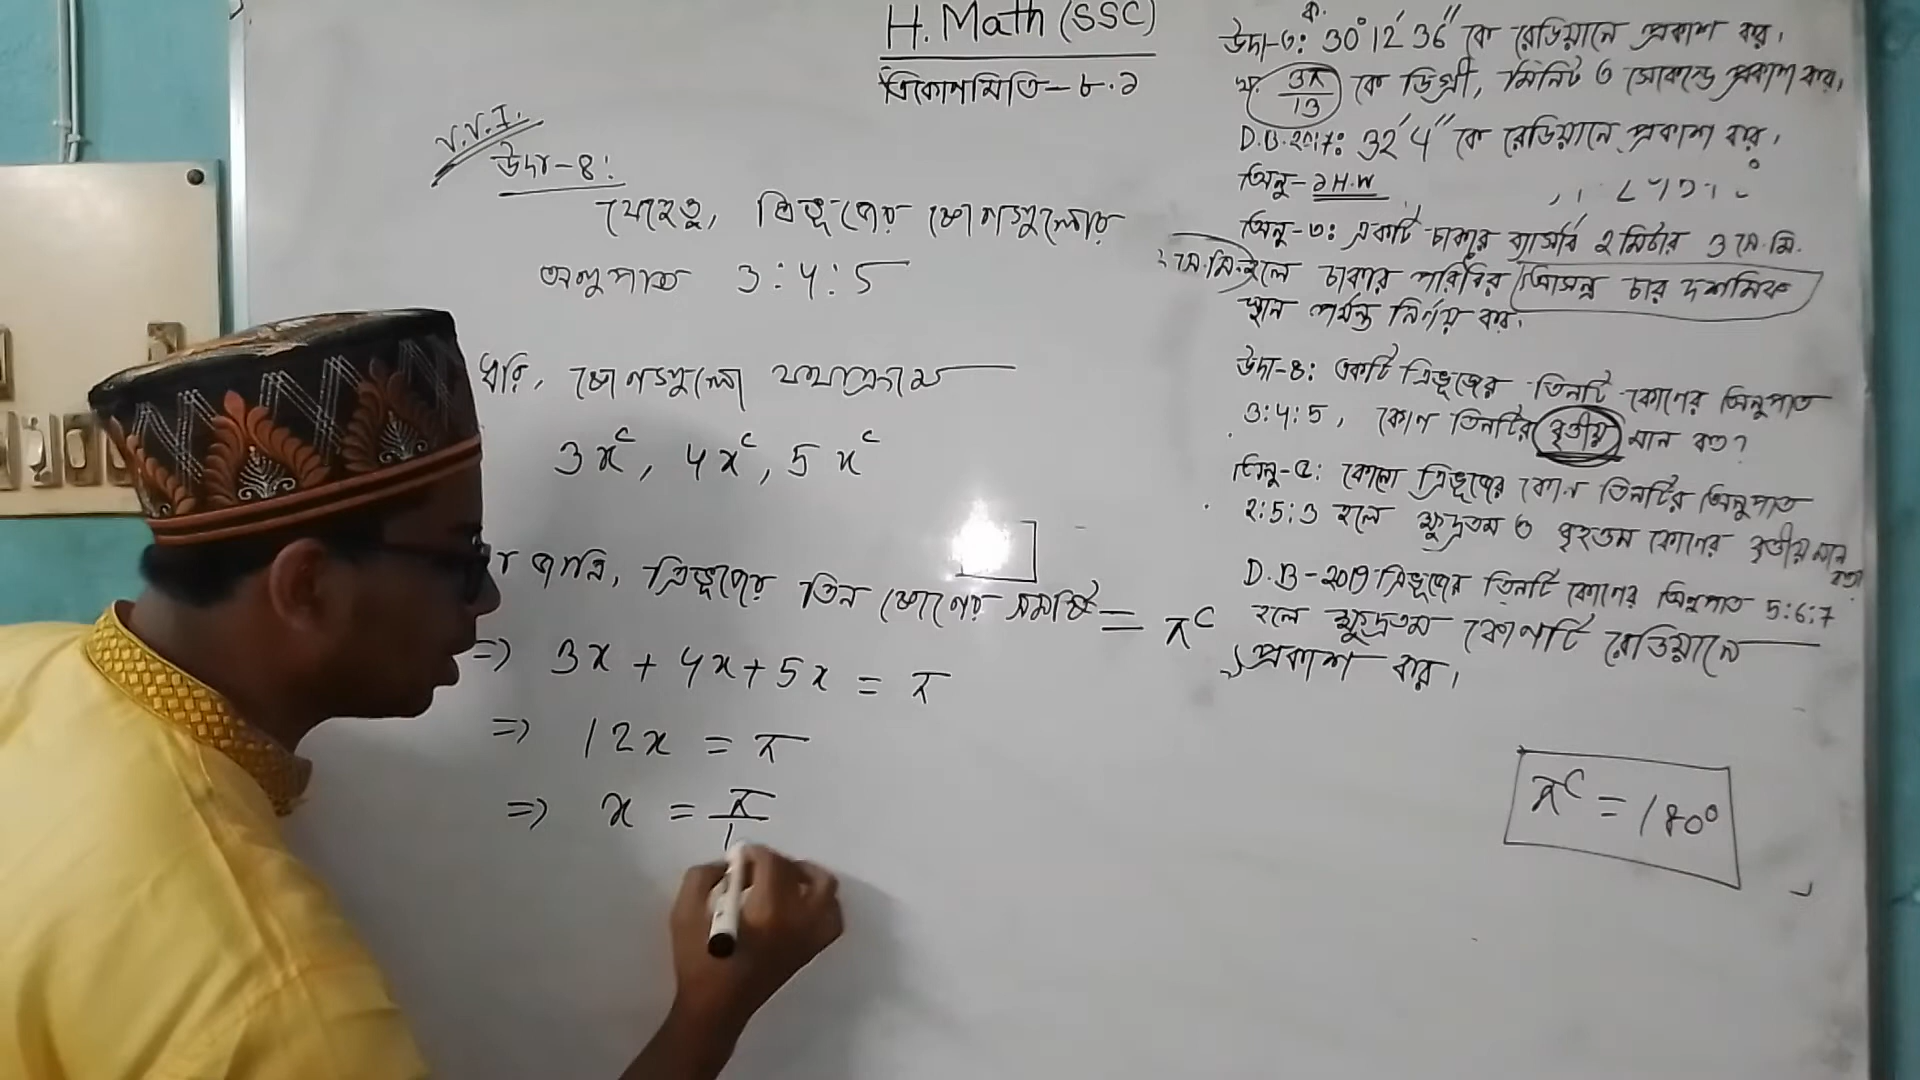 H. Math (SSC)
ত্রিকোণমিতি - ৮.১
V.V.I.
উদা-৪:
যেহেতু, ত্রিভূজের কোণগুলোর
অনুপাত 3:4:5
ধরি, কোণগুলো যথাক্রমে
3x^c, 4x^c, 5x^c
জানি, ত্রিভূজের তিন কোণের সমষ্টি = π^c
=> 3x + 4x + 5x = π
=> 12x = π
=> x = π/1
ক.
উদা-৩: 30° 12′ 36″ কে রেডিয়ানে প্রকাশ কর।
খ. 3π/13 কে ডিগ্রী, মিনিট ও সেকেন্ডে প্রকাশ কর।
D.B.2017: 32′ 4″ কে রেডিয়ানে প্রকাশ কর।
অনু-১ H.W
অনু-৩: একটি চাকার ব্যাসার্ধ ২ মিটার 3 সে.মি.
সে.মি. হলে চাকার পরিধির আসন্ন চার দশমিক
স্থান পর্যন্ত নির্ণয় কর।
উদা-৪: একটি ত্রিভূজের তিনটি কোণের অনুপাত
3:4:5, কোণ তিনটির বৃত্তীয় মান কত?
অনু-৫: কোনো ত্রিভূজের কোণ তিনটির অনুপাত
2:5:3 হলে ক্ষুদ্রতম ও বৃহত্তম কোণের বৃত্তীয় মান
কত?
D.B-2019 ত্রিভূজের তিনটি কোণের অনুপাত 5:6:7
হলে ক্ষুদ্রতম কোণটি রেডিয়ানে
প্রকাশ কর।
π^c = 180°